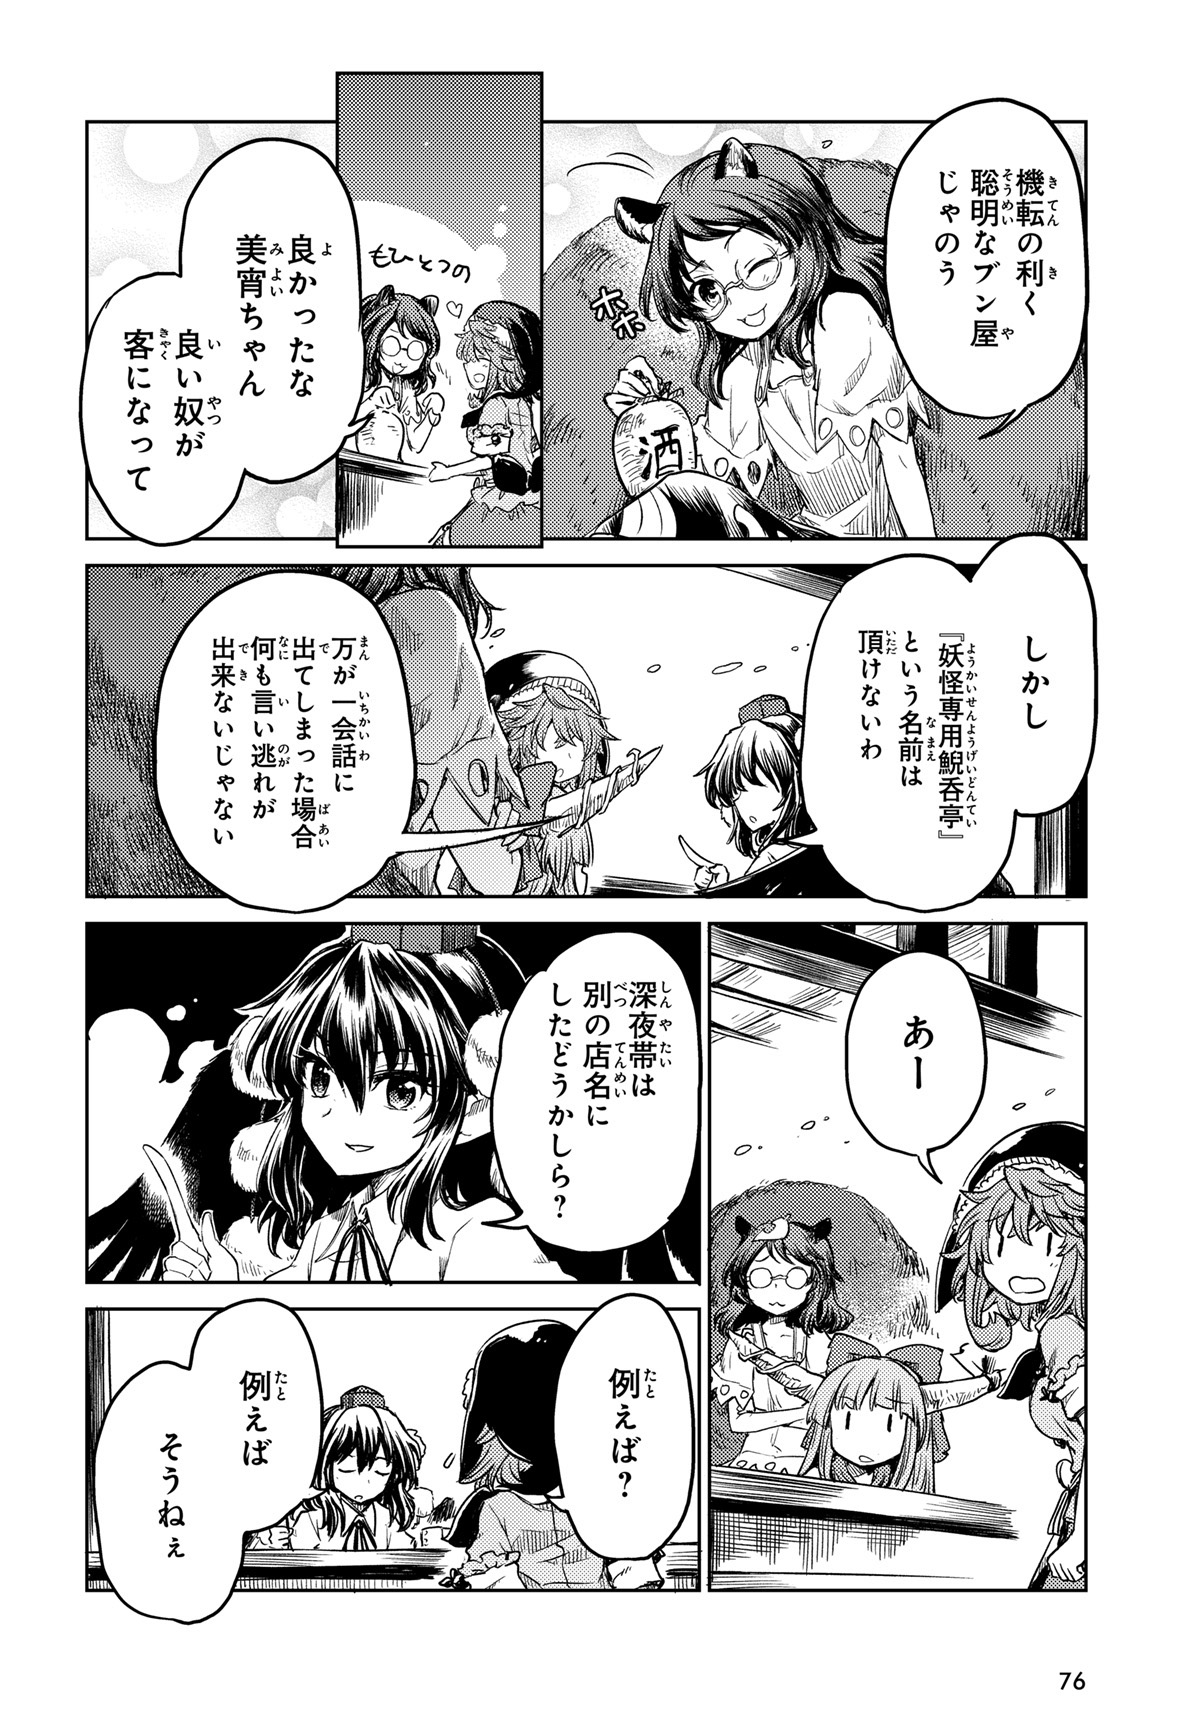 機転の利く
聡明なブン屋
じゃのう
ホホ
酒
もひとつの
良かったな
美宵ちゃん
良い奴が
客になって
しかし
『妖怪専用鯢呑亭』
という名前は
頂けないわ
万が一会話に
出てしまった場合
何も言い逃れが
出来ないじゃない
あー
深夜帯は
別の店名に
したどうかしら？
例えば？
例えば
そうねぇ
76